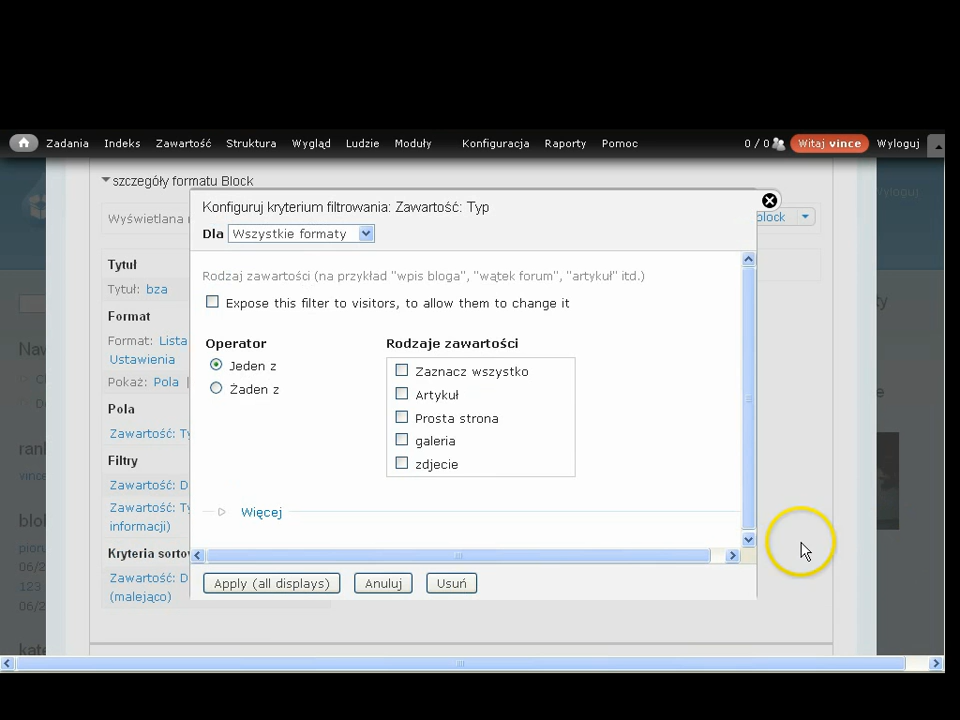 Zadania Indeks Zawartość Struktura Wygląd Ludzie Moduły Konfiguracja Raporty Pomoc 0 / 0 Witaj vince Wyloguj
szczegóły formatu Block
wyloguj
Konfiguruj kryterium filtrowania: Zawartość: Typ
Wyświetlana
block
Dla Wszystkie formaty
Tytuł
Tytuł: bza
Rodzaj zawartości (na przykład "wpis bloga", "wątek forum", "artykuł" itd.)
Expose this filter to visitors, to allow them to change it
Format
Format: Lista
Ustawienia
Pokaż: Pola |
Operator
Jeden z
Żaden z
Rodzaje zawartości
Zaznacz wszystko
Artykuł
Prosta strona
galeria
zdjecie
Pola
Zawartość: Ty
Filtry
Zawartość: D
Zawartość: Ty
informacji)
Więcej
Kryteria sorto
Zawartość: D
(malejąco)
Apply (all displays) Anuluj Usuń
vince
06/2
123
06/2